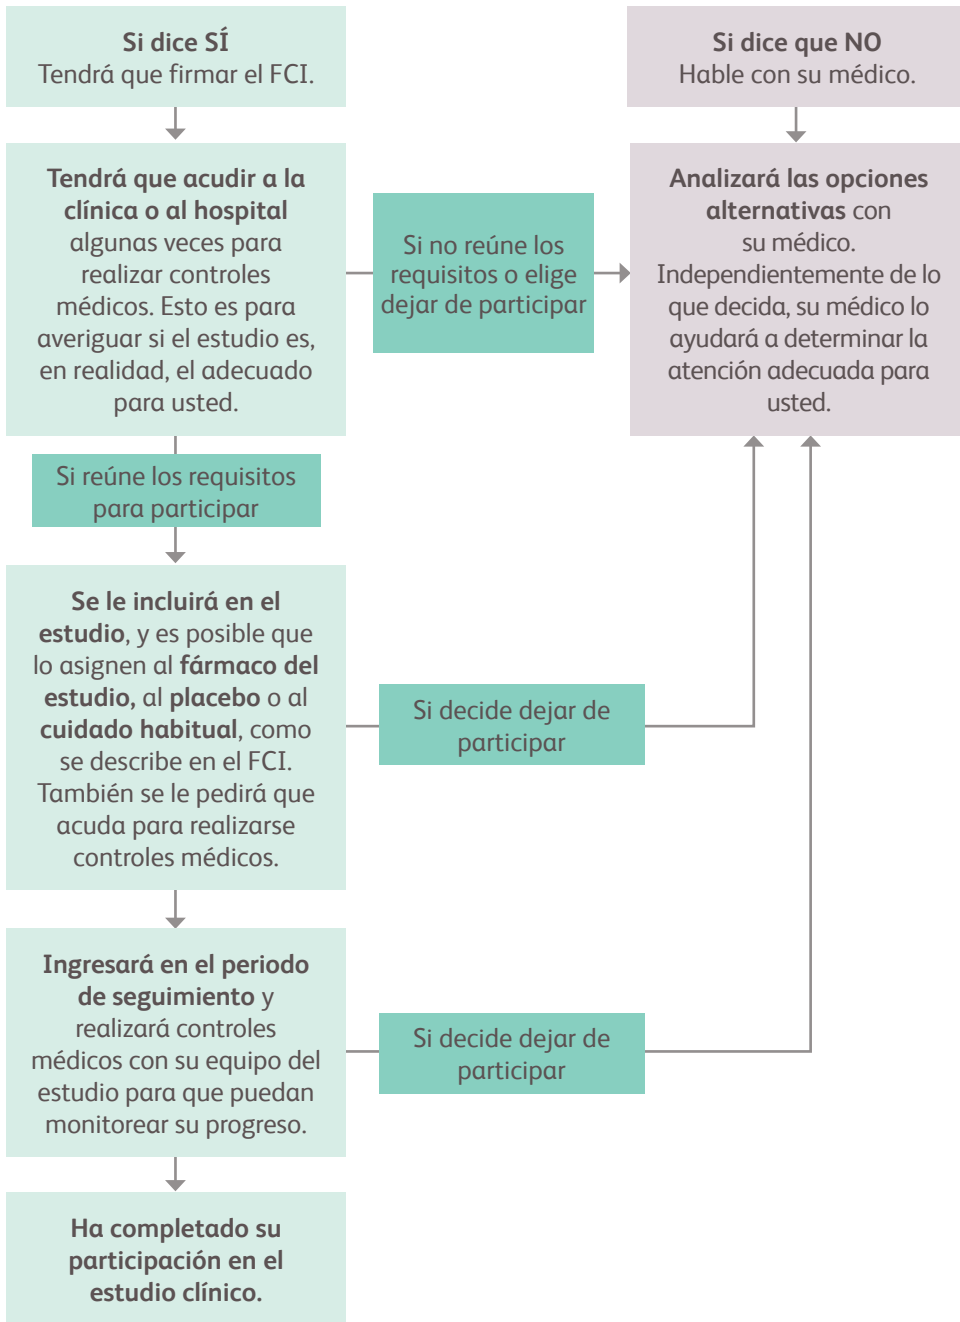 Si dice SÍ
Tendrá que firmar el FCI.
Si dice que NO
Hable con su médico.
Tendrá que acudir a la
clínica o al hospital
algunas veces para
realizar controles
médicos. Esto es para
averiguar si el estudio es,
en realidad, el adecuado
para usted.
Si no reúne los
requisitos o elige
dejar de participar
Analizará las opciones
alternativas con
su médico.
Independientemente de lo
que decida, su médico lo
ayudará a determinar la
atención adecuada para
usted.
Si reúne los requisitos
para participar
Se le incluirá en el
estudio, y es posible que
lo asignen al fármaco del
estudio, al placebo o al
cuidado habitual, como
se describe en el FCI.
También se le pedirá que
acuda para realizarse
controles médicos.
Si decide dejar de
participar
Ingresará en el periodo
de seguimiento y
realizará controles
médicos con su equipo del
estudio para que puedan
monitorear su progreso.
Si decide dejar de
participar
Ha completado su
participación en el
estudio clínico.